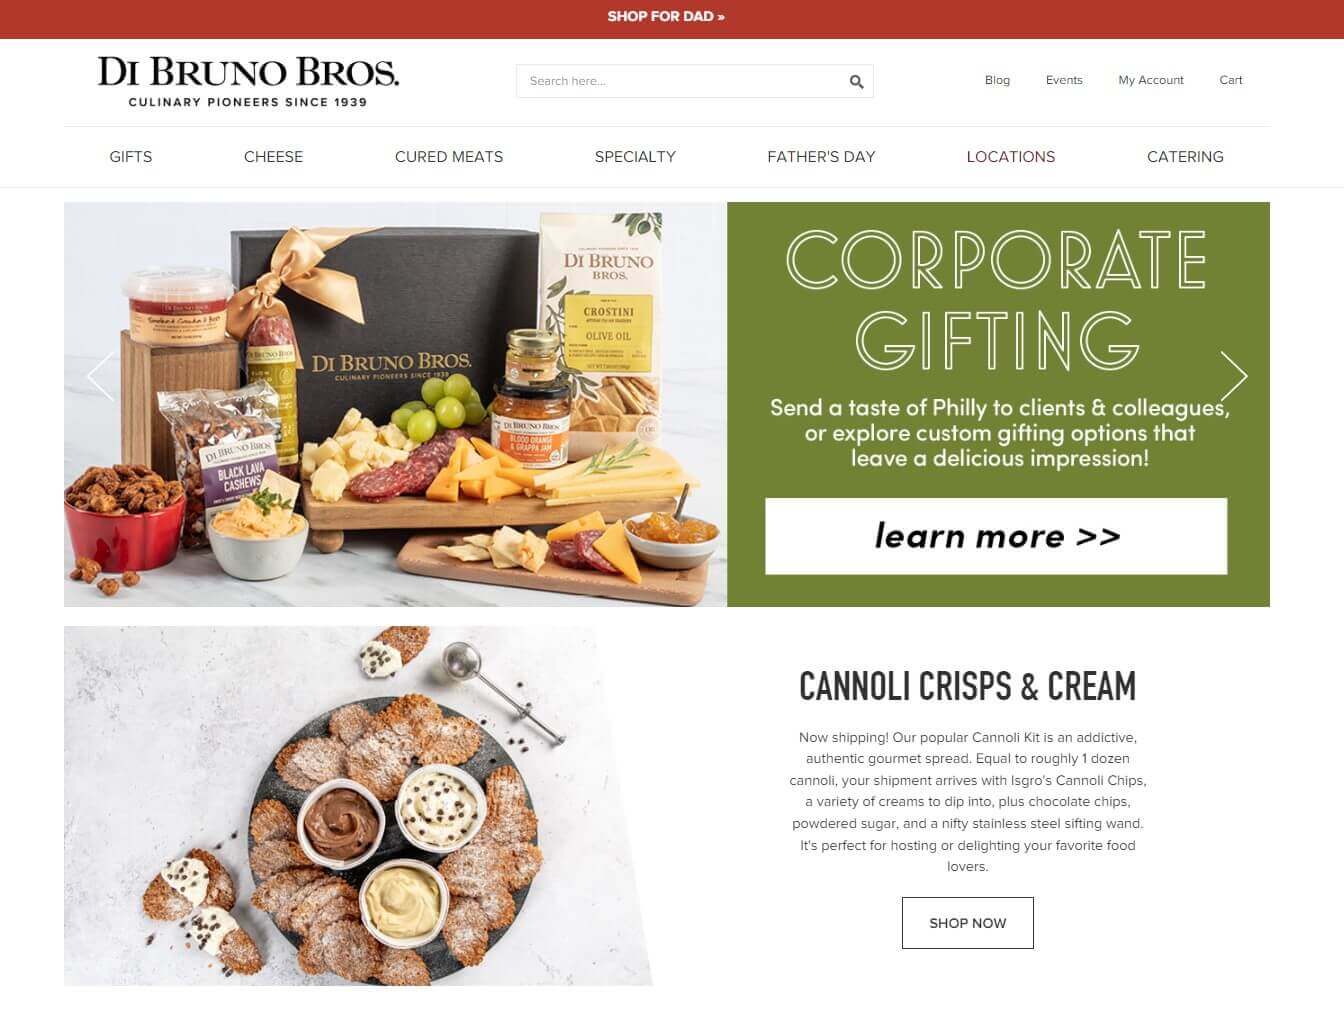 SHOP FOR DAD »
DI BRUNO BROS.
CULINARY PIONEERS SINCE 1939
Search here...
Blog
Events
My Account
Cart
GIFTS
CHEESE
CURED MEATS
SPECIALTY
FATHER'S DAY
LOCATIONS
CATERING
DI BRUNO BROS.
DI BRUNO BROS.
DI BRUNO
BROS.
CROSTINI
OLIVE OIL
DI BRUNO BROS.
CULINARY PIONEERS SINCE 1939
DI BRUNO BROS.
BLOOD ORANGE
& GRAPPA JAM
DI BRUNO BROS.
BLACK LAVA
CASHEWS
CORPORATE
GIFTING
Send a taste of Philly to clients & colleagues,
or explore custom gifting options that
leave a delicious impression!
learn more >>
CANNOLI CRISPS & CREAM
Now shipping! Our popular Cannoli Kit is an addictive,
authentic gourmet spread. Equal to roughly 1 dozen
cannoli, your shipment arrives with Isgro's Cannoli Chips,
a variety of creams to dip into, plus chocolate chips,
powdered sugar, and a nifty stainless steel sifting wand.
It's perfect for hosting or delighting your favorite food
lovers.
SHOP NOW